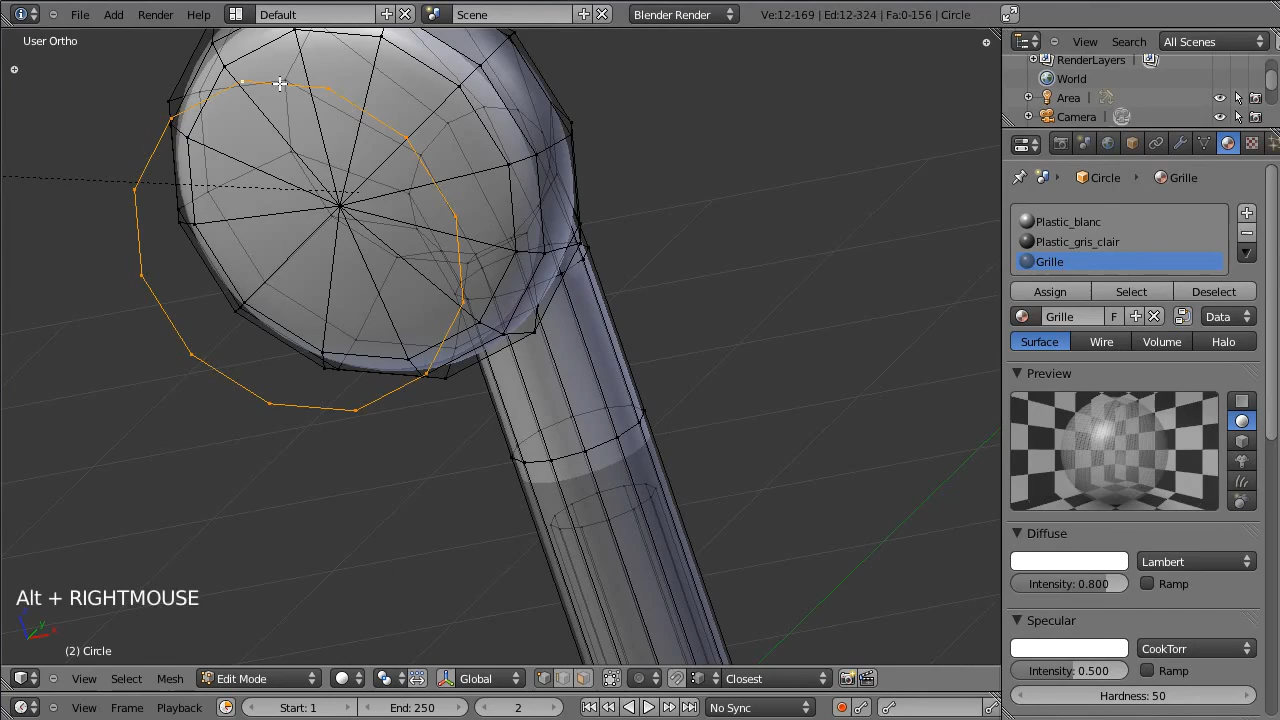 File Add Render Help Default Scene Blender Render Ve:12-169 | Ed:12-324 | Fa:0-156 | Circle
View Search All Scenes
User Ortho
RenderLayers
World
Area
Camera
Circle Grille
Plastic_blanc
Plastic_gris_clair
Grille
Assign Select Deselect
Grille F Data
Surface Wire Volume Halo
Preview
Diffuse
Lambert
Intensity: 0.800 Ramp
Specular
CookTorr
Intensity: 0.500 Ramp
Hardness: 50
Alt + RIGHTMOUSE
(2) Circle
View Select Mesh Edit Mode Global Closest
View Frame Playback Start: 1 End: 250 2 No Sync